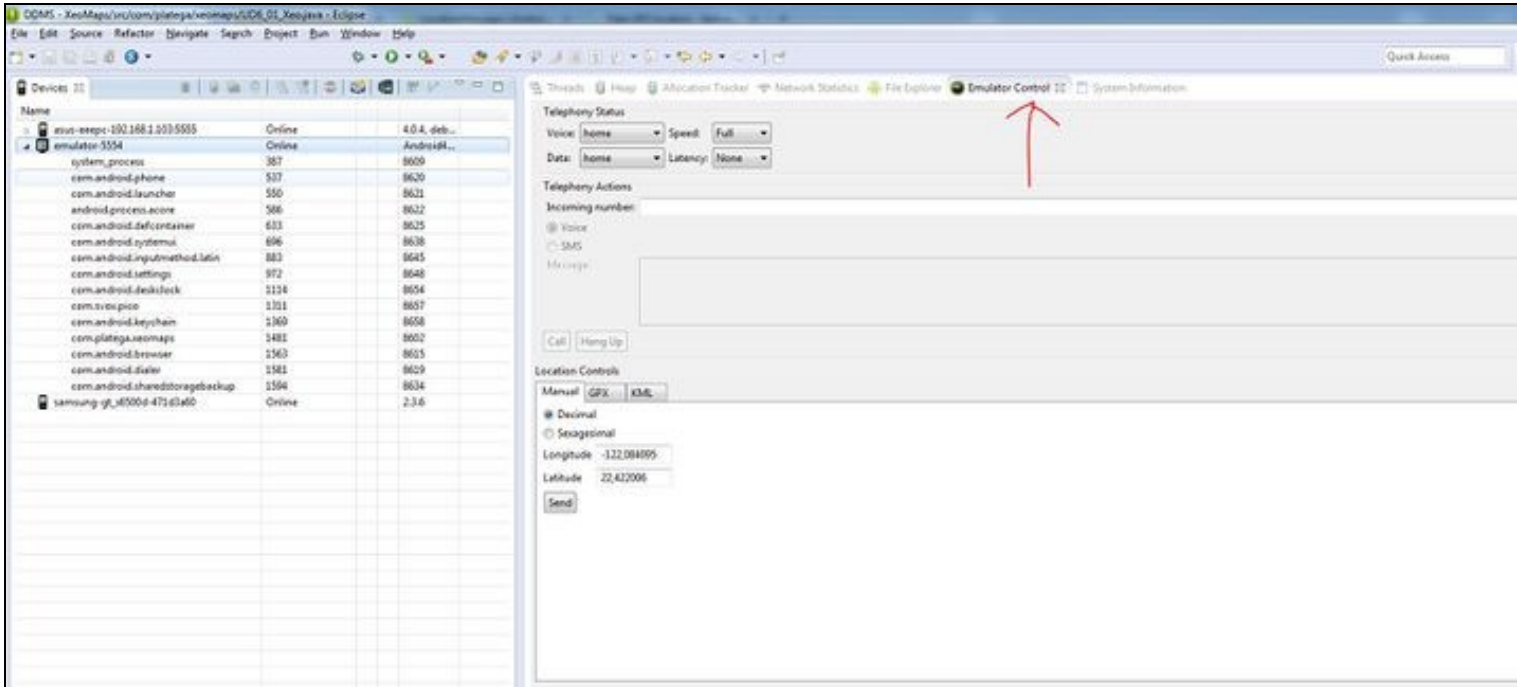 DDMS - XeoMaps/src/com/platega/xeomaps/UD6_01_Xeo.java - Eclipse
File Edit Source Refactor Navigate Search Project Run Window Help
Quick Access
Devices
Threads Heap Allocation Tracker Network Statistics File Explorer Emulator Control System Information
Name
asus-eeepc-192.168.1.103:5555 Online 4.0.4, deb...
emulator-5554 Online Android4...
system_process 387 8609
com.android.phone 537 8620
com.android.launcher 550 8621
android.process.acore 586 8622
com.android.defcontainer 633 8625
com.android.systemui 696 8638
com.android.inputmethod.latin 883 8645
com.android.settings 972 8648
com.android.deskclock 1114 8654
com.svox.pico 1311 8657
com.android.keychain 1369 8658
com.platega.xeomaps 1481 8602
com.android.browser 1563 8615
com.android.dialer 1581 8619
com.android.sharedstoragebackup 1594 8634
samsung-gt_s6500d-471d3a60 Online 2.3.6
Telephony Status
Voice: home Speed: Full
Data: home Latency: None
Telephony Actions
Incoming number:
Voice
SMS
Message:
Call Hang Up
Location Controls
Manual GPX KML
Decimal
Sexagesimal
Longitude -122,084095
Latitude 22,422006
Send